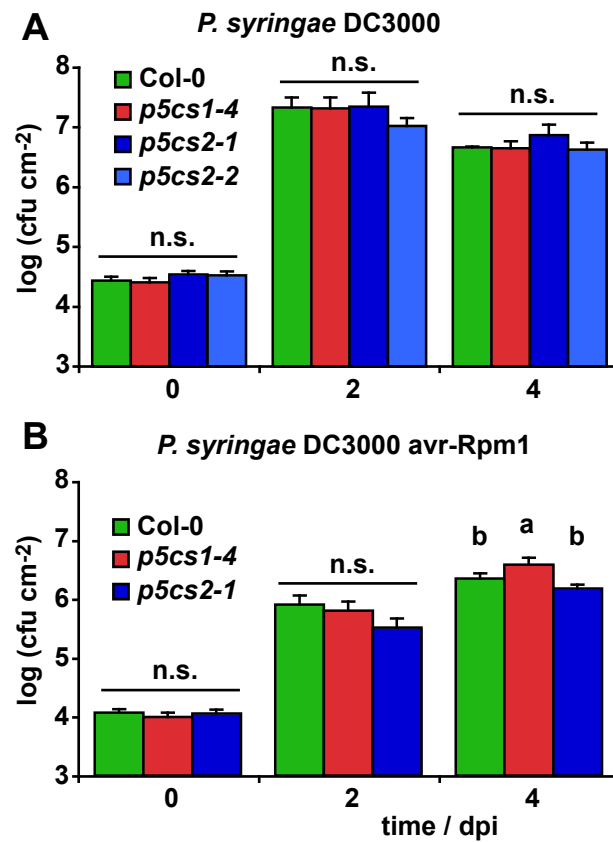 A
P. syringae DC3000
Col-0
p5cs1-4
p5cs2-1
p5cs2-2
n.s.
n.s.
n.s.
log (cfu cm-2)
8
7
6
5
4
3
0
2
4
B
P. syringae DC3000 avr-Rpm1
Col-0
p5cs1-4
p5cs2-1
n.s.
n.s.
b
a
b
log (cfu cm-2)
8
7
6
5
4
3
0
2
4
time / dpi